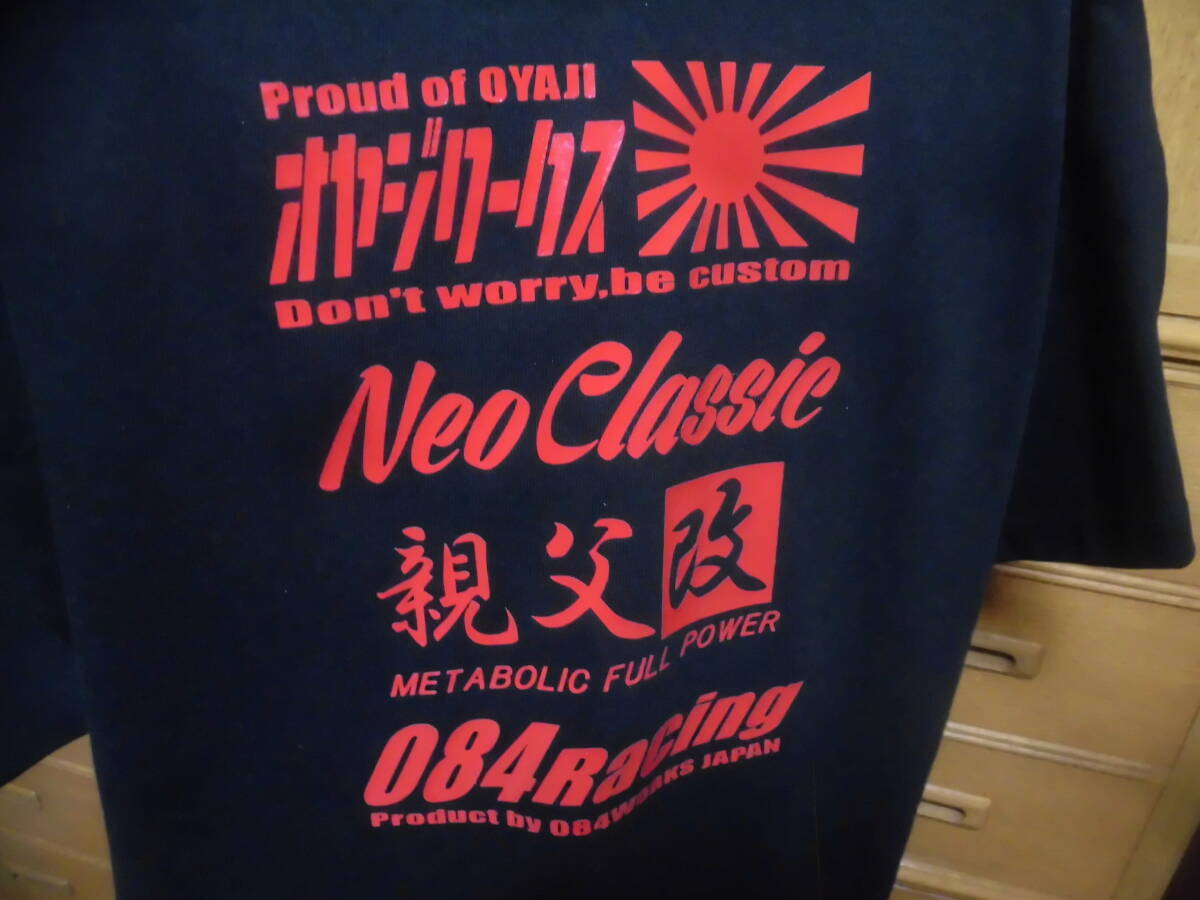 Proud of OYAJI
オヤジワークス
Don't worry,be custom
Neo Classic
親父改
METABOLIC FULL POWER
084Racing
Product by 084WORKS JAPAN